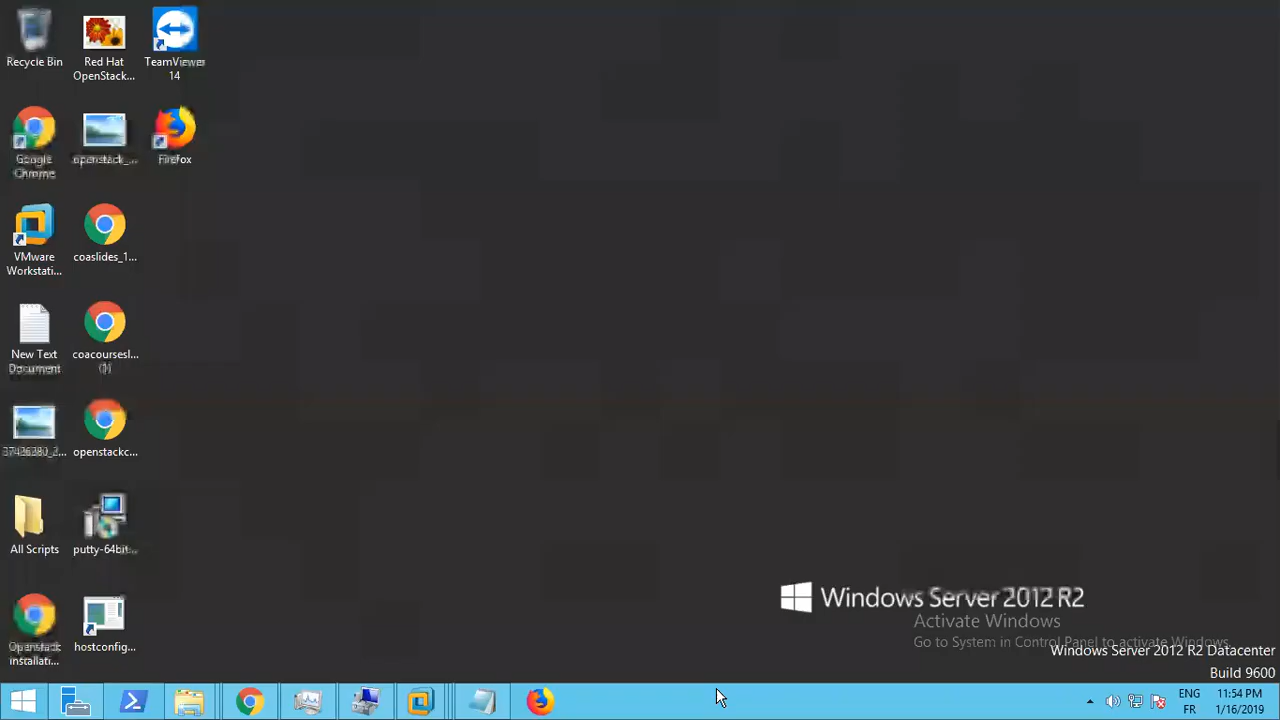 Recycle Bin
Red Hat
OpenStack...
TeamViewer
14
Google
Chrome
openstack_...
Firefox
VMware
Workstati...
coaslides_1...
New Text
Document
coacoursesl...
(1)
openstackc...
All Scripts
putty-64bit...
Openstack
installati...
hostconfig...
Windows Server 2012 R2
Activate Windows
Go to System in Control Panel to activate Windows.
Windows Server 2012 R2 Datacenter
Build 9600
ENG
FR
11:54 PM
1/16/2019